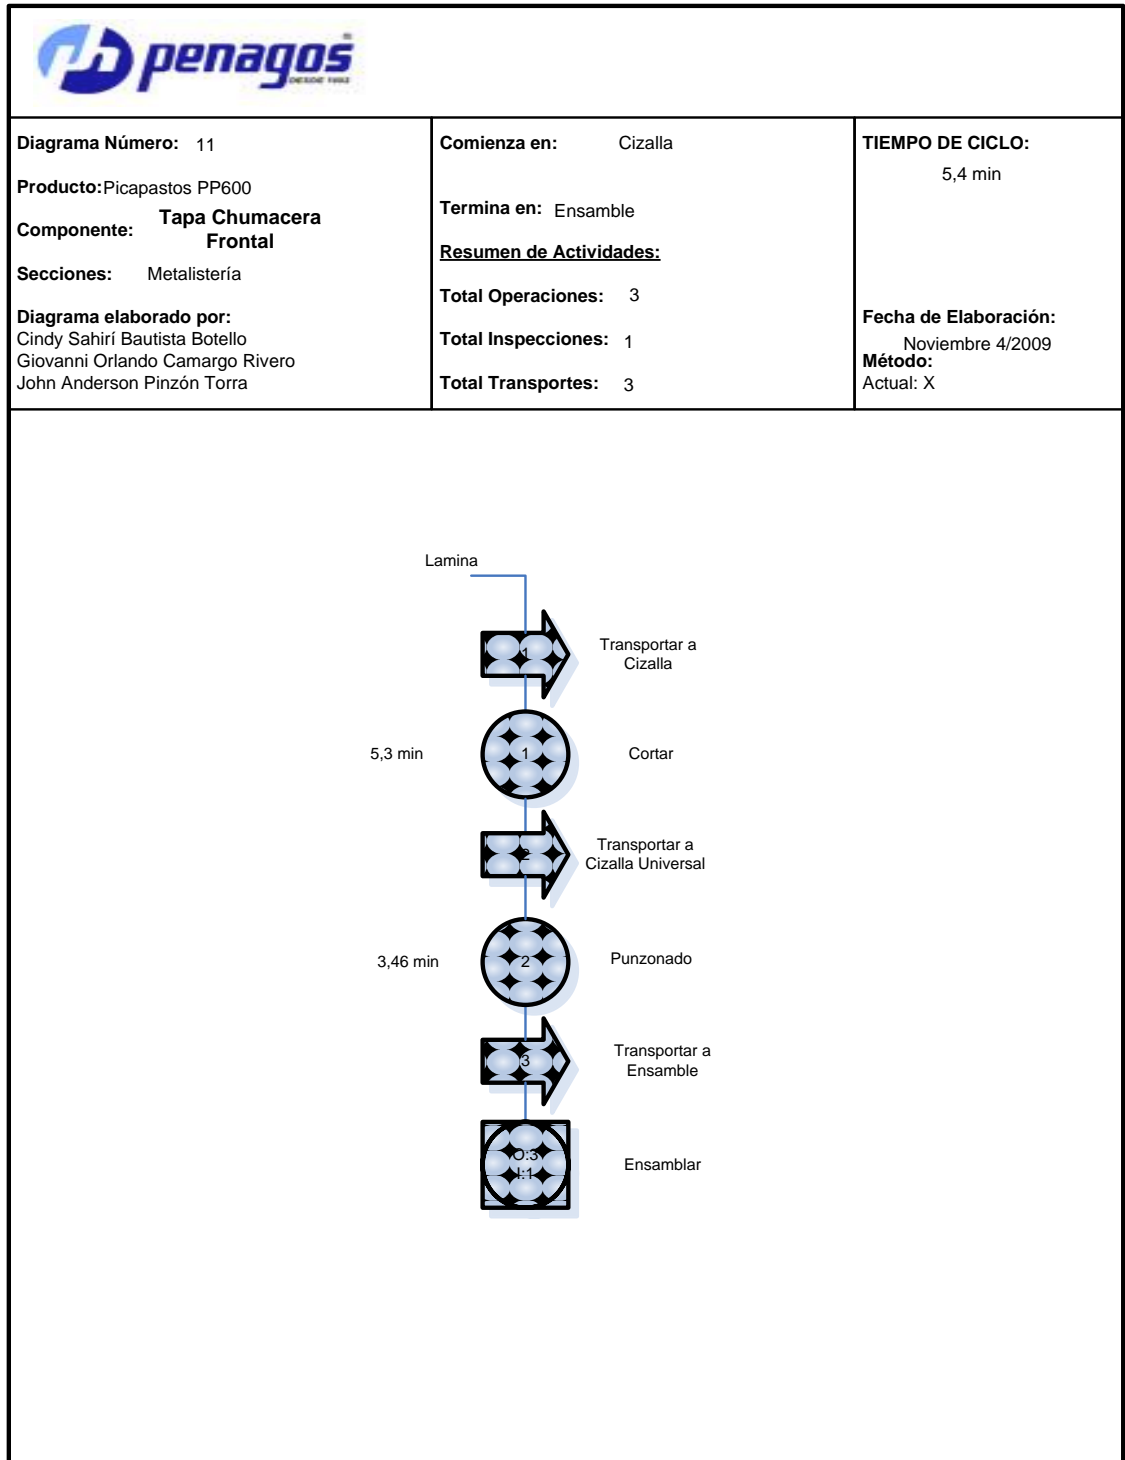 penagos
DESDE 1892
Diagrama Número: 11
Producto: Picapastos PP600
Componente: Tapa Chumacera
Frontal
Secciones: Metalistería
Diagrama elaborado por:
Cindy Sahirí Bautista Botello
Giovanni Orlando Camargo Rivero
John Anderson Pinzón Torra
Comienza en: Cizalla
Termina en: Ensamble
Resumen de Actividades:
Total Operaciones: 3
Total Inspecciones: 1
Total Transportes: 3
TIEMPO DE CICLO:
5,4 min
Fecha de Elaboración:
Noviembre 4/2009
Método:
Actual: X
Lamina
1
Transportar a
Cizalla
5,3 min
1
Cortar
2
Transportar a
Cizalla Universal
3,46 min
2
Punzonado
3
Transportar a
Ensamble
O:3
I:1
Ensamblar